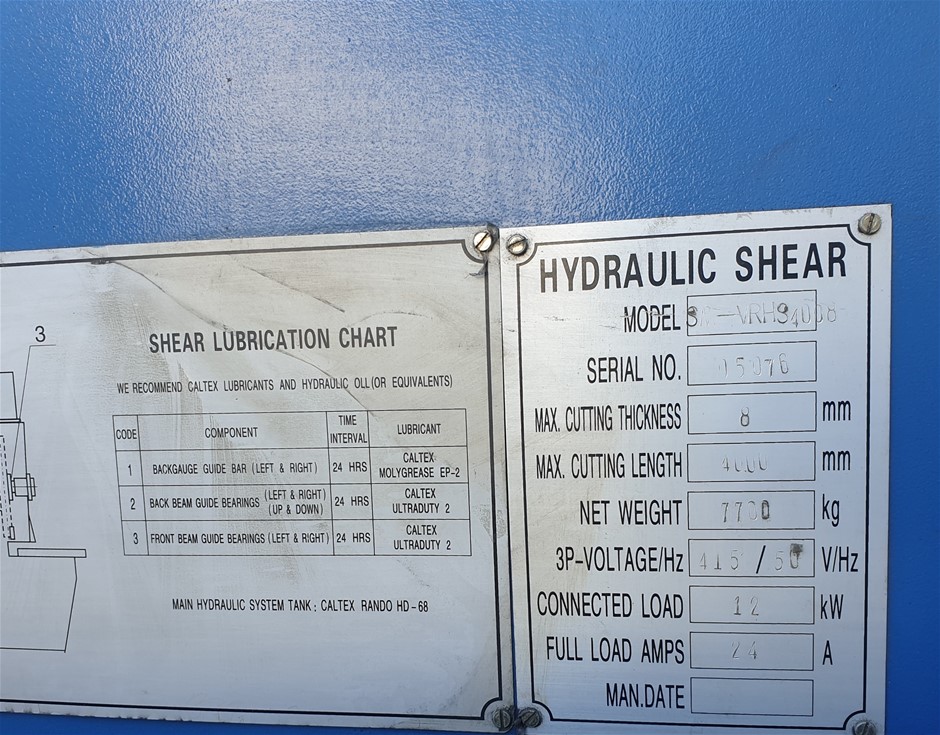 3
SHEAR LUBRICATION CHART
WE RECOMMEND CALTEX LUBRICANTS AND HYDRAULIC OLL(OR EQUIVALENTS)
CODE COMPONENT TIME INTERVAL LUBRICANT
1 BACKGAUGE GUIDE BAR (LEFT & RIGHT) 24 HRS CALTEX MOLYGREASE EP-2
2 BACK BEAM GUIDE BEARINGS (LEFT & RIGHT) (UP & DOWN) 24 HRS CALTEX ULTRADUTY 2
3 FRONT BEAM GUIDE BEARINGS (LEFT & RIGHT) 24 HRS CALTEX ULTRADUTY 2
MAIN HYDRAULIC SYSTEM TANK : CALTEX RANDO HD-68
HYDRAULIC SHEAR
MODEL
SERIAL NO. 05076
MAX. CUTTING THICKNESS 8 mm
MAX. CUTTING LENGTH 4000 mm
NET WEIGHT 7730 kg
3P-VOLTAGE/Hz 415 / 50 V/Hz
CONNECTED LOAD 12 kW
FULL LOAD AMPS 24 A
MAN.DATE